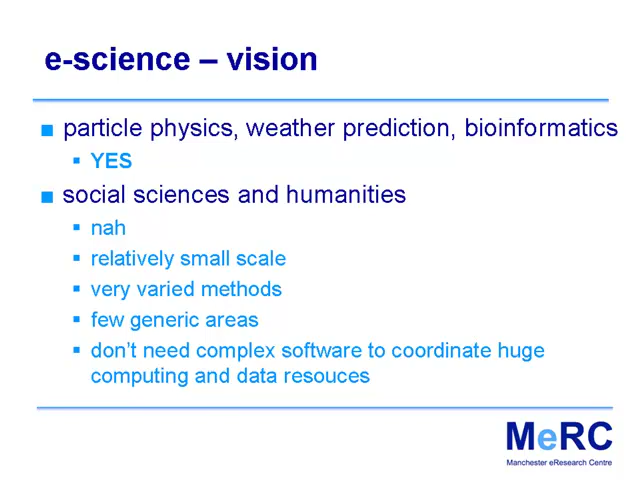 e-science – vision
particle physics, weather prediction, bioinformatics
YES
social sciences and humanities
nah
relatively small scale
very varied methods
few generic areas
don't need complex software to coordinate huge
computing and data resouces
MeRC
Manchester eResearch Centre